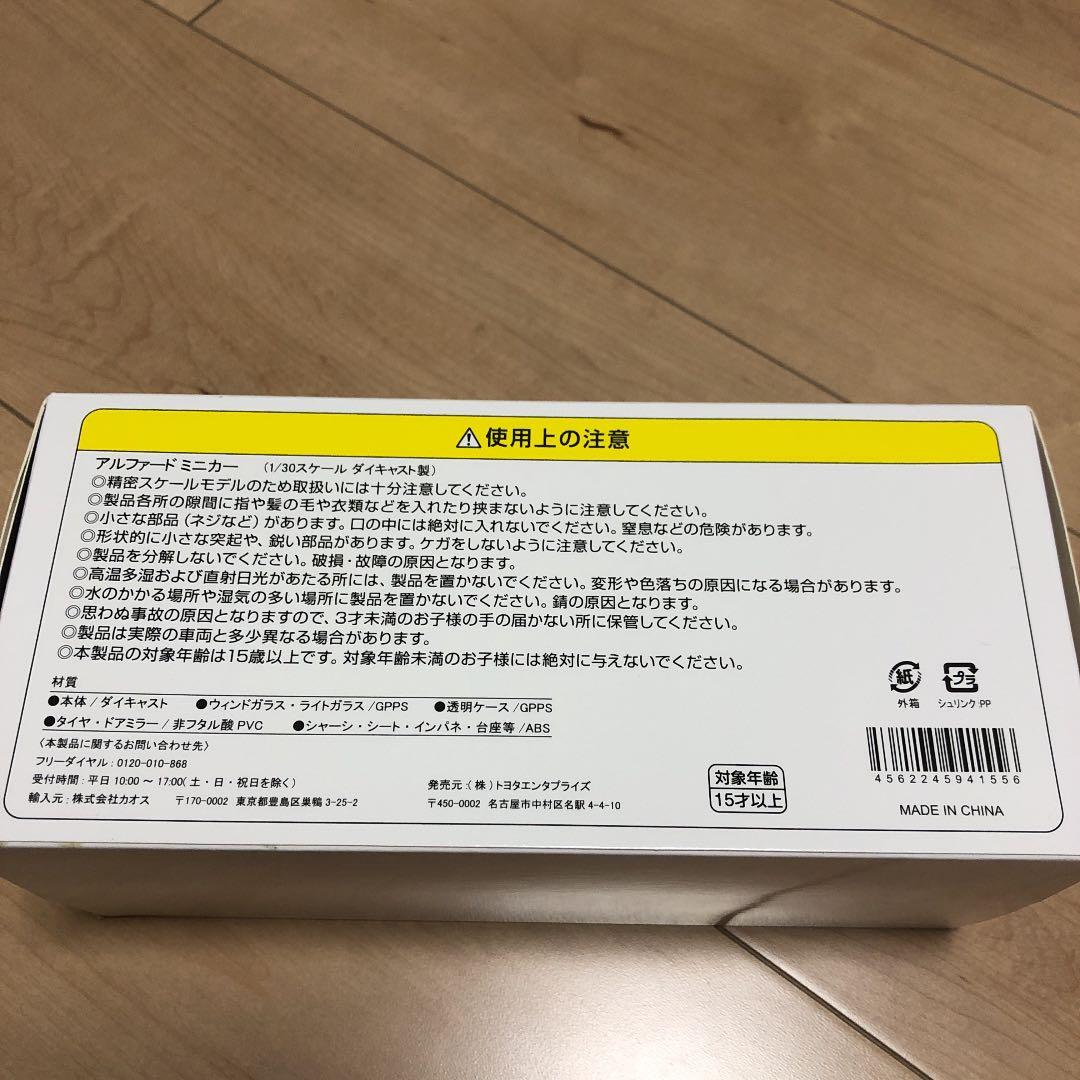 ⚠使用上の注意
アルファードミニカー （1/30スケール ダイキャスト製）
◎精密スケールモデルのため取扱いには十分注意してください。
◎製品各所の隙間に指や髪の毛や衣類などを入れたり挟まないように注意してください。
◎小さな部品（ネジなど）があります。口の中には絶対に入れないでください。窒息などの危険があります。
◎形状的に小さな突起や、鋭い部品があります。ケガをしないように注意してください。
◎製品を分解しないでください。破損・故障の原因となります。
◎高温多湿および直射日光があたる所には、製品を置かないでください。変形や色落ちの原因になる場合があります。
◎水のかかる場所や湿気の多い場所に製品を置かないでください。錆の原因となります。
◎思わぬ事故の原因となりますので、3才未満のお子様の手の届かない所に保管してください。
◎製品は実際の車両と多少異なる場合があります。
◎本製品の対象年齢は15歳以上です。対象年齢未満のお子様には絶対に与えないでください。
材質
●本体/ダイキャスト ●ウィンドガラス・ライトガラス/GPPS ●透明ケース/GPPS
●タイヤ・ドアミラー/非フタル酸PVC ●シャーシ・シート・インパネ・台座等/ABS
〈本製品に関するお問い合わせ先〉
フリーダイヤル：0120-010-868
受付時間：平日10:00～17:00(土・日・祝日を除く)
輸入元：株式会社カオス 〒170-0002 東京都豊島区巣鴨3-25-2
発売元：(株)トヨタエンタプライズ
〒450-0002 名古屋市中村区名駅4-4-10
対象年齢
15才以上
紙
外箱
プラ
シュリンク:PP
4562245941556
MADE IN CHINA